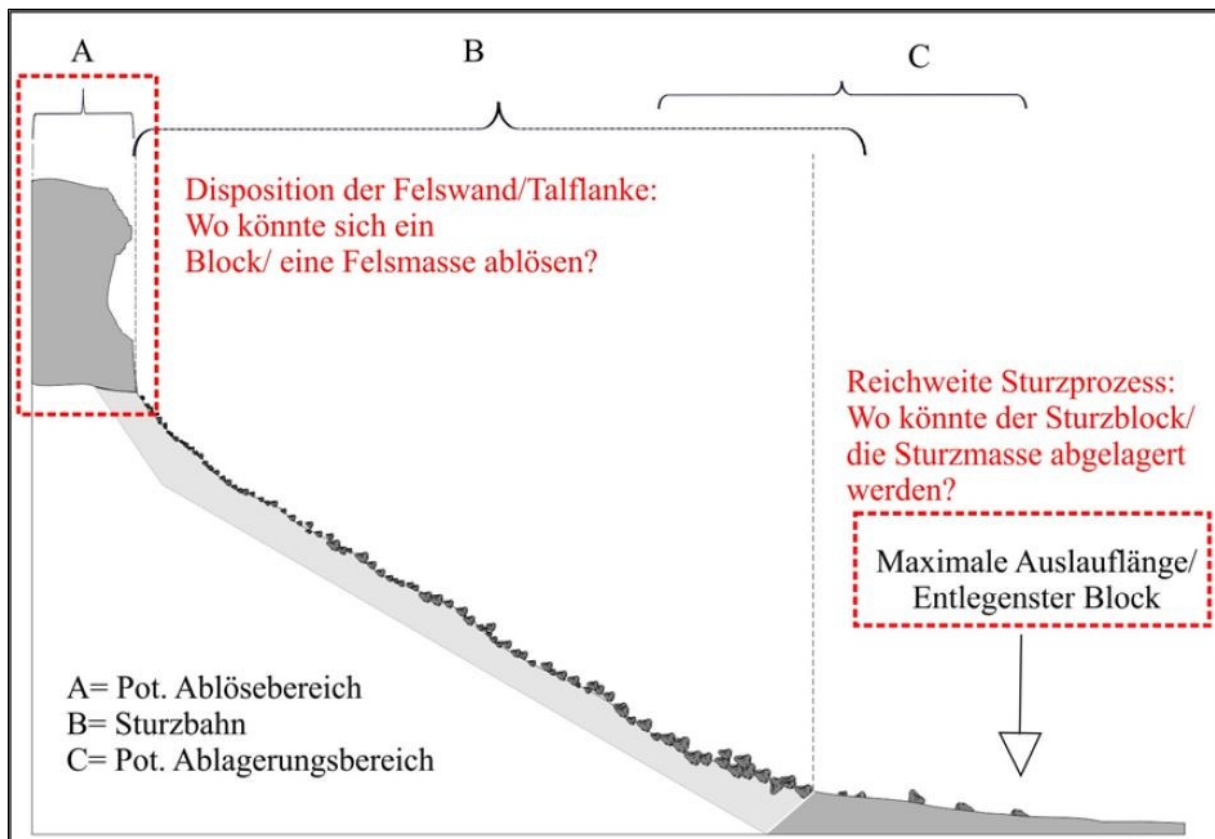 A
B
C
Disposition der Felswand/Talflanke:
Wo könnte sich ein
Block/ eine Felsmasse ablösen?
Reichweite Sturzprozess:
Wo könnte der Sturzblock/
die Sturzmasse abgelagert
werden?
Maximale Auslauflänge/
Entlegenster Block
A= Pot. Ablösebereich
B= Sturzbahn
C= Pot. Ablagerungsbereich